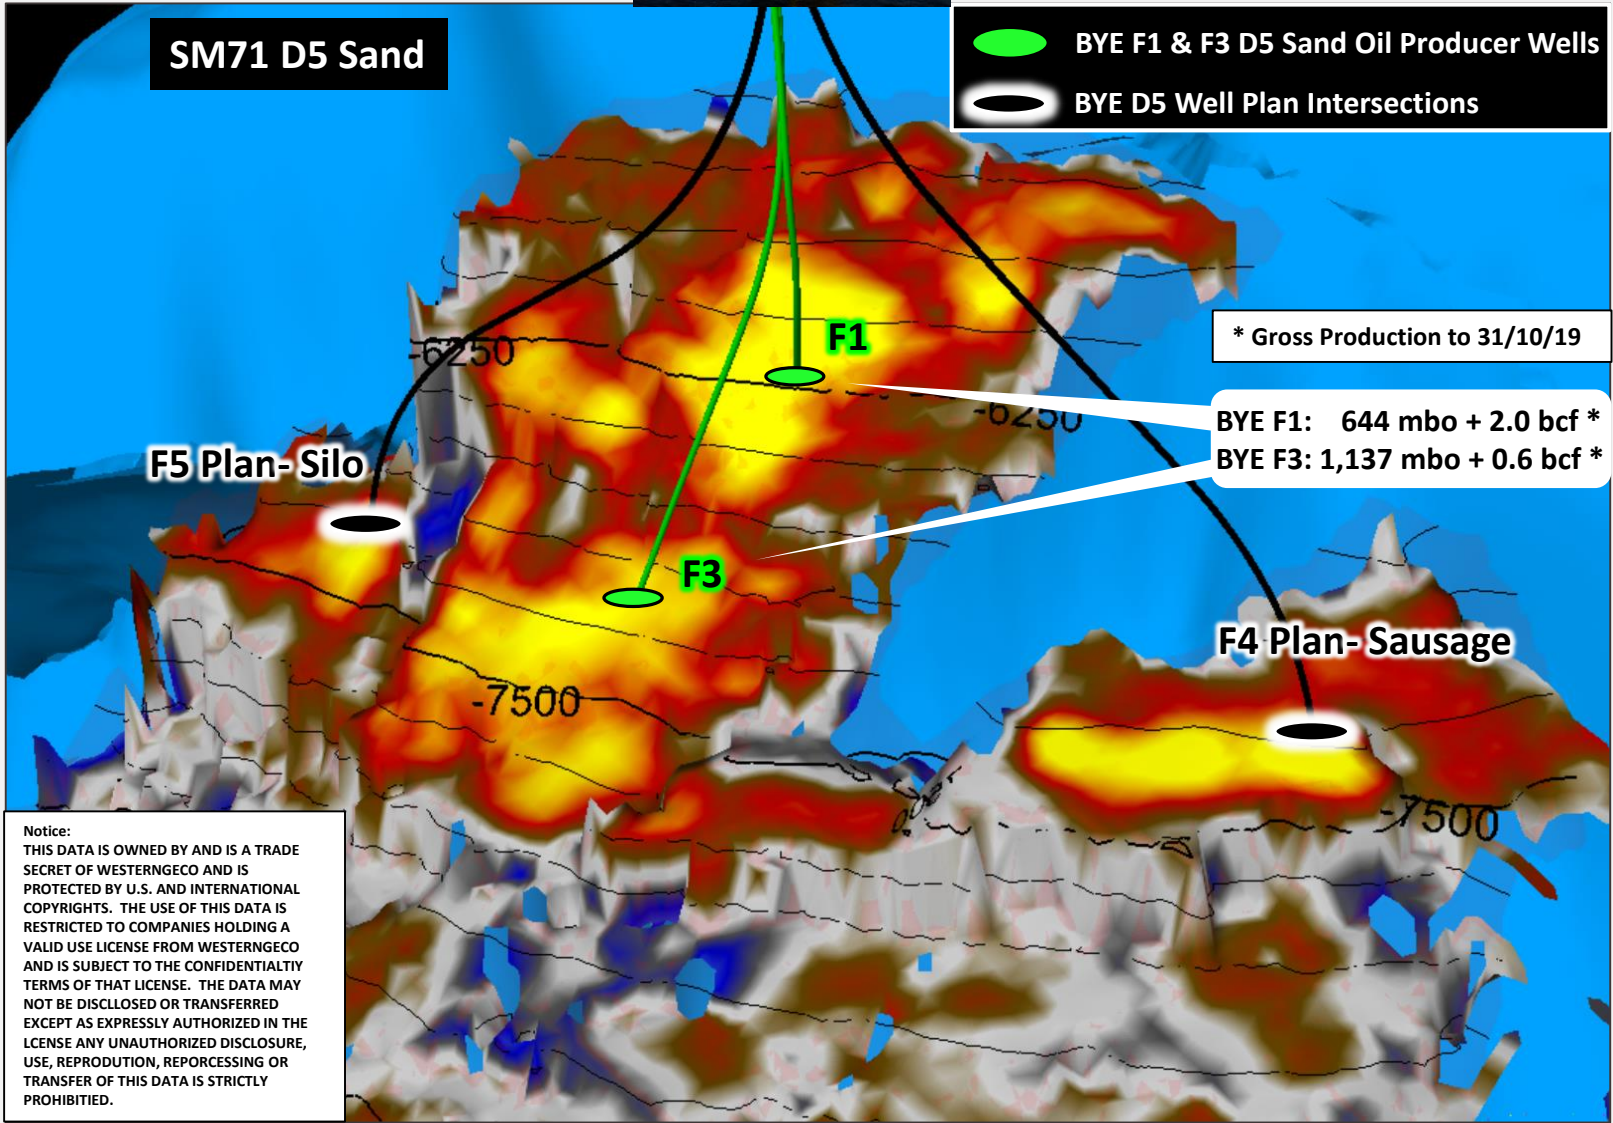 SM71 D5 Sand
BYE F1 & F3 D5 Sand Oil Producer Wells
BYE D5 Well Plan Intersections
* Gross Production to 31/10/19
F1
-6250
-6250
BYE F1: 644 mbo + 2.0 bcf *
BYE F3: 1,137 mbo + 0.6 bcf *
F5 Plan- Silo
F3
F4 Plan- Sausage
-7500
-7500
Notice:
THIS DATA IS OWNED BY AND IS A TRADE
SECRET OF WESTERNGECO AND IS
PROTECTED BY U.S. AND INTERNATIONAL
COPYRIGHTS. THE USE OF THIS DATA IS
RESTRICTED TO COMPANIES HOLDING A
VALID USE LICENSE FROM WESTERNGECO
AND IS SUBJECT TO THE CONFIDENTIALTIY
TERMS OF THAT LICENSE. THE DATA MAY
NOT BE DISCLLOSED OR TRANSFERRED
EXCEPT AS EXPRESSLY AUTHORIZED IN THE
LCENSE ANY UNAUTHORIZED DISCLOSURE,
USE, REPRODUTION, REPORCESSING OR
TRANSFER OF THIS DATA IS STRICTLY
PROHIBITIED.